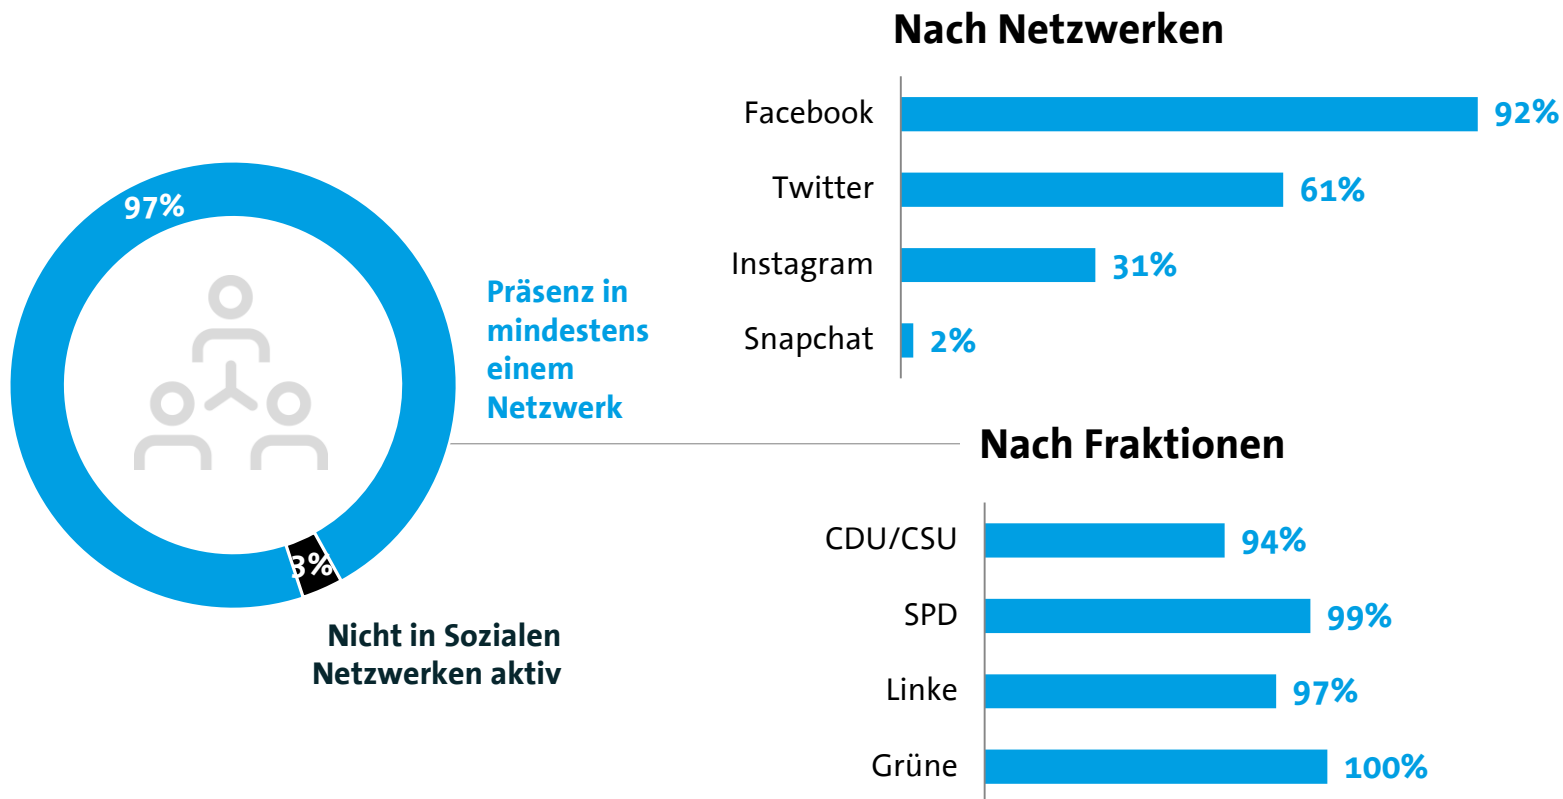 97%
3%
Präsenz in
mindestens
einem
Netzwerk
Nicht in Sozialen
Netzwerken aktiv
Nach Netzwerken
Facebook 92%
Twitter 61%
Instagram 31%
Snapchat 2%
Nach Fraktionen
CDU/CSU 94%
SPD 99%
Linke 97%
Grüne 100%